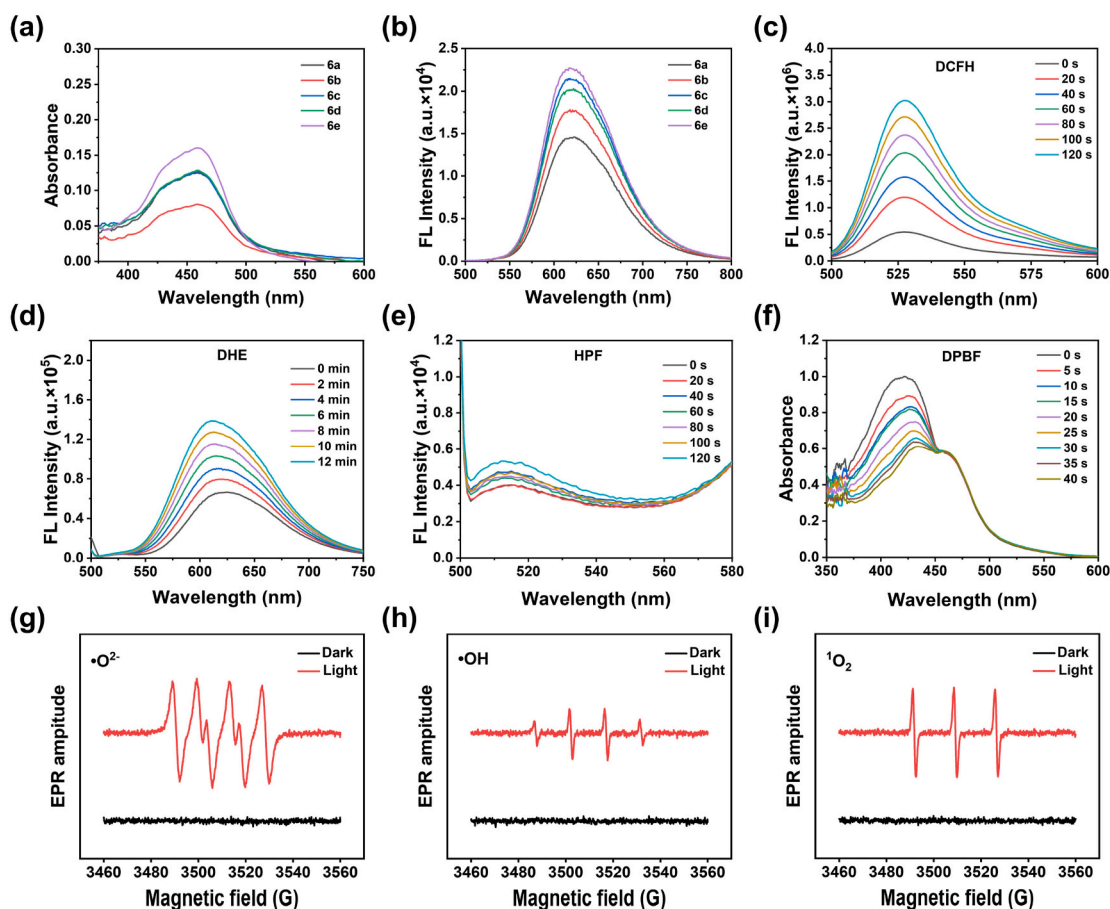 (a)
0.30
0.25
0.20
0.15
0.10
0.05
0.00
Absorbance
6a
6b
6c
6d
6e
400 450 500 550 600
Wavelength (nm)
(b)
2.5
2.0
1.5
1.0
0.5
0.0
FL Intensity (a.u.×10⁴)
6a
6b
6c
6d
6e
500 550 600 650 700 750 800
Wavelength (nm)
(c)
4.0
3.5
3.0
2.5
2.0
1.5
1.0
0.5
0.0
FL Intensity (a.u.×10⁶)
DCFH
0 s
20 s
40 s
60 s
80 s
100 s
120 s
500 525 550 575 600
Wavelength (nm)
(d)
2.0
1.6
1.2
0.8
0.4
0.0
FL Intensity (a.u.×10⁵)
DHE
0 min
2 min
4 min
6 min
8 min
10 min
12 min
500 550 600 650 700 750
Wavelength (nm)
(e)
1.2
1.0
0.8
0.6
0.4
0.2
0.0
FL Intensity (a.u.×10⁴)
HPF
0 s
20 s
40 s
60 s
80 s
100 s
120 s
500 520 540 560 580
Wavelength (nm)
(f)
1.2
1.0
0.8
0.6
0.4
0.2
0.0
Absorbance
DPBF
0 s
5 s
10 s
15 s
20 s
25 s
30 s
35 s
40 s
350 400 450 500 550 600
Wavelength (nm)
(g)
•O²⁻
Dark
Light
EPR ampitude
3460 3480 3500 3520 3540 3560
Magnetic field (G)
(h)
•OH
Dark
Light
EPR ampitude
3460 3480 3500 3520 3540 3560
Magnetic field (G)
(i)
¹O₂
Dark
Light
EPR ampitude
3460 3480 3500 3520 3540 3560
Magnetic field (G)